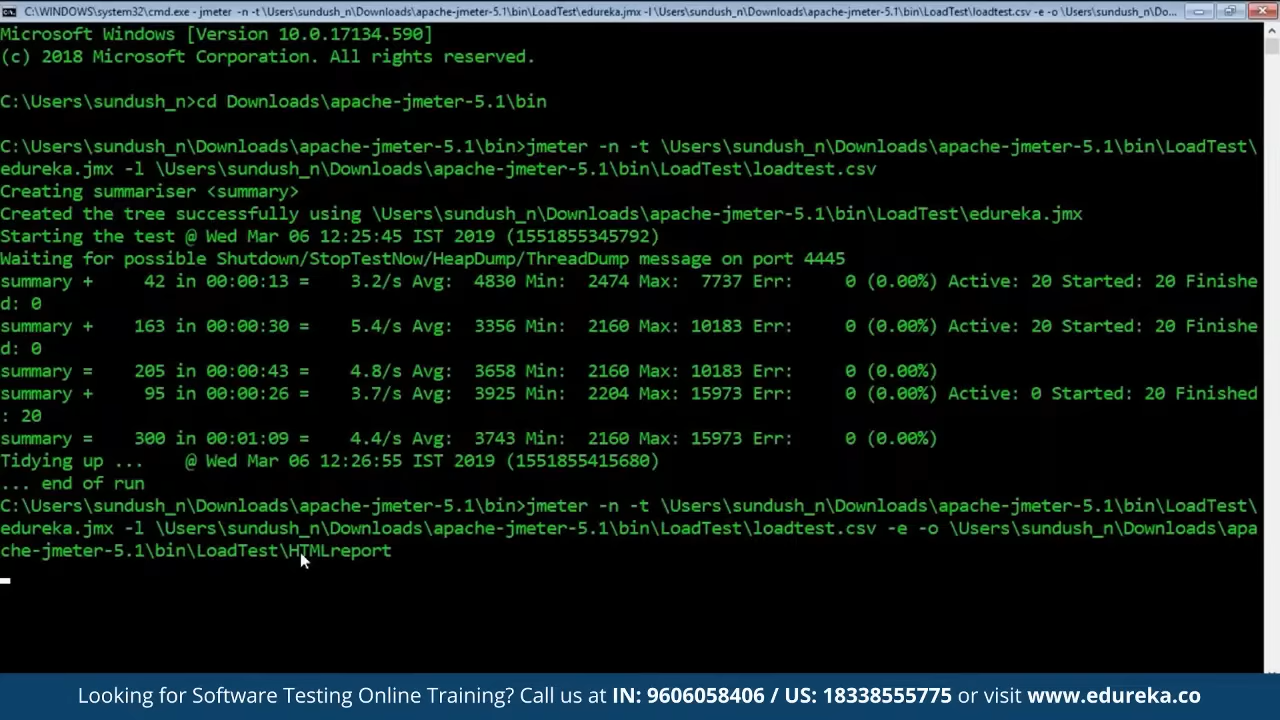 C:\WINDOWS\system32\cmd.exe - jmeter -n -t \Users\sundush_n\Downloads\apache-jmeter-5.1\bin\LoadTest\edureka.jmx -l \Users\sundush_n\Downloads\apache-jmeter-5.1\bin\LoadTest\loadtest.csv -e -o \Users\sundush_n\Do...
Microsoft Windows [Version 10.0.17134.590]
(c) 2018 Microsoft Corporation. All rights reserved.
C:\Users\sundush_n>cd Downloads\apache-jmeter-5.1\bin
C:\Users\sundush_n\Downloads\apache-jmeter-5.1\bin>jmeter -n -t \Users\sundush_n\Downloads\apache-jmeter-5.1\bin\LoadTest\
edureka.jmx -l \Users\sundush_n\Downloads\apache-jmeter-5.1\bin\LoadTest\loadtest.csv
Creating summariser <summary>
Created the tree successfully using \Users\sundush_n\Downloads\apache-jmeter-5.1\bin\LoadTest\edureka.jmx
Starting the test @ Wed Mar 06 12:25:45 IST 2019 (1551855345792)
Waiting for possible Shutdown/StopTestNow/HeapDump/ThreadDump message on port 4445
summary +     42 in 00:00:13 =    3.2/s Avg:  4830 Min:  2474 Max:  7737 Err:     0 (0.00%) Active: 20 Started: 20 Finishe
d: 0
summary +    163 in 00:00:30 =    5.4/s Avg:  3356 Min:  2160 Max: 10183 Err:     0 (0.00%) Active: 20 Started: 20 Finishe
d: 0
summary =    205 in 00:00:43 =    4.8/s Avg:  3658 Min:  2160 Max: 10183 Err:     0 (0.00%)
summary +     95 in 00:00:26 =    3.7/s Avg:  3925 Min:  2204 Max: 15973 Err:     0 (0.00%) Active: 0 Started: 20 Finished
: 20
summary =    300 in 00:01:09 =    4.4/s Avg:  3743 Min:  2160 Max: 15973 Err:     0 (0.00%)
Tidying up ...    @ Wed Mar 06 12:26:55 IST 2019 (1551855415680)
... end of run
C:\Users\sundush_n\Downloads\apache-jmeter-5.1\bin>jmeter -n -t \Users\sundush_n\Downloads\apache-jmeter-5.1\bin\LoadTest\
edureka.jmx -l \Users\sundush_n\Downloads\apache-jmeter-5.1\bin\LoadTest\loadtest.csv -e -o \Users\sundush_n\Downloads\apa
che-jmeter-5.1\bin\LoadTest\HTMLreport
Looking for Software Testing Online Training? Call us at IN: 9606058406 / US: 18338555775 or visit www.edureka.co